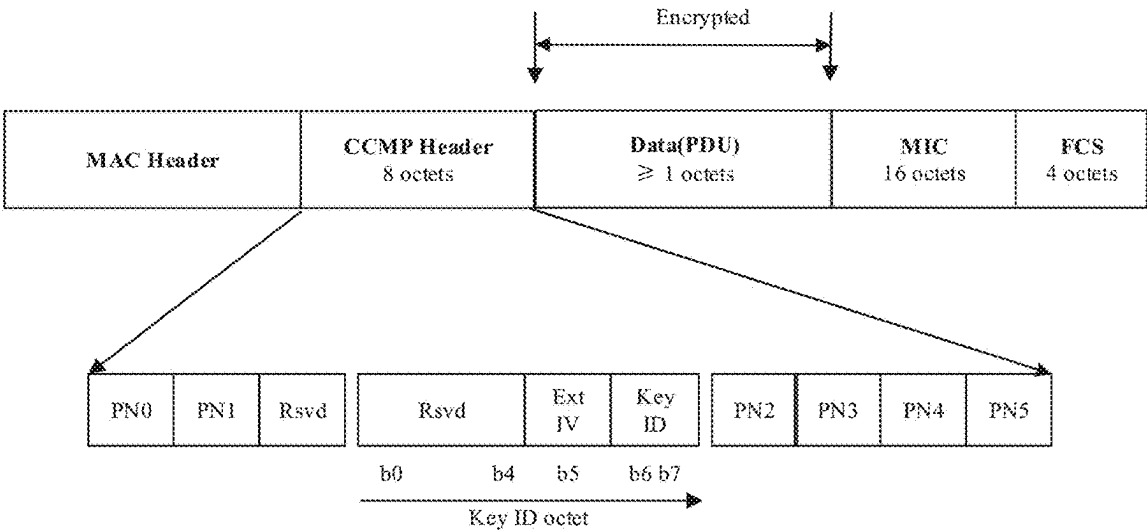 Encrypted
MAC Header
CCMP Header
8 octets
Data(PDU)
≥ 1 octets
MIC
16 octets
FCS
4 octets
PN0
PN1
Rsvd
Rsvd
Ext
IV
Key
ID
PN2
PN3
PN4
PN5
b0
b4
b5
b6 b7
Key ID octet